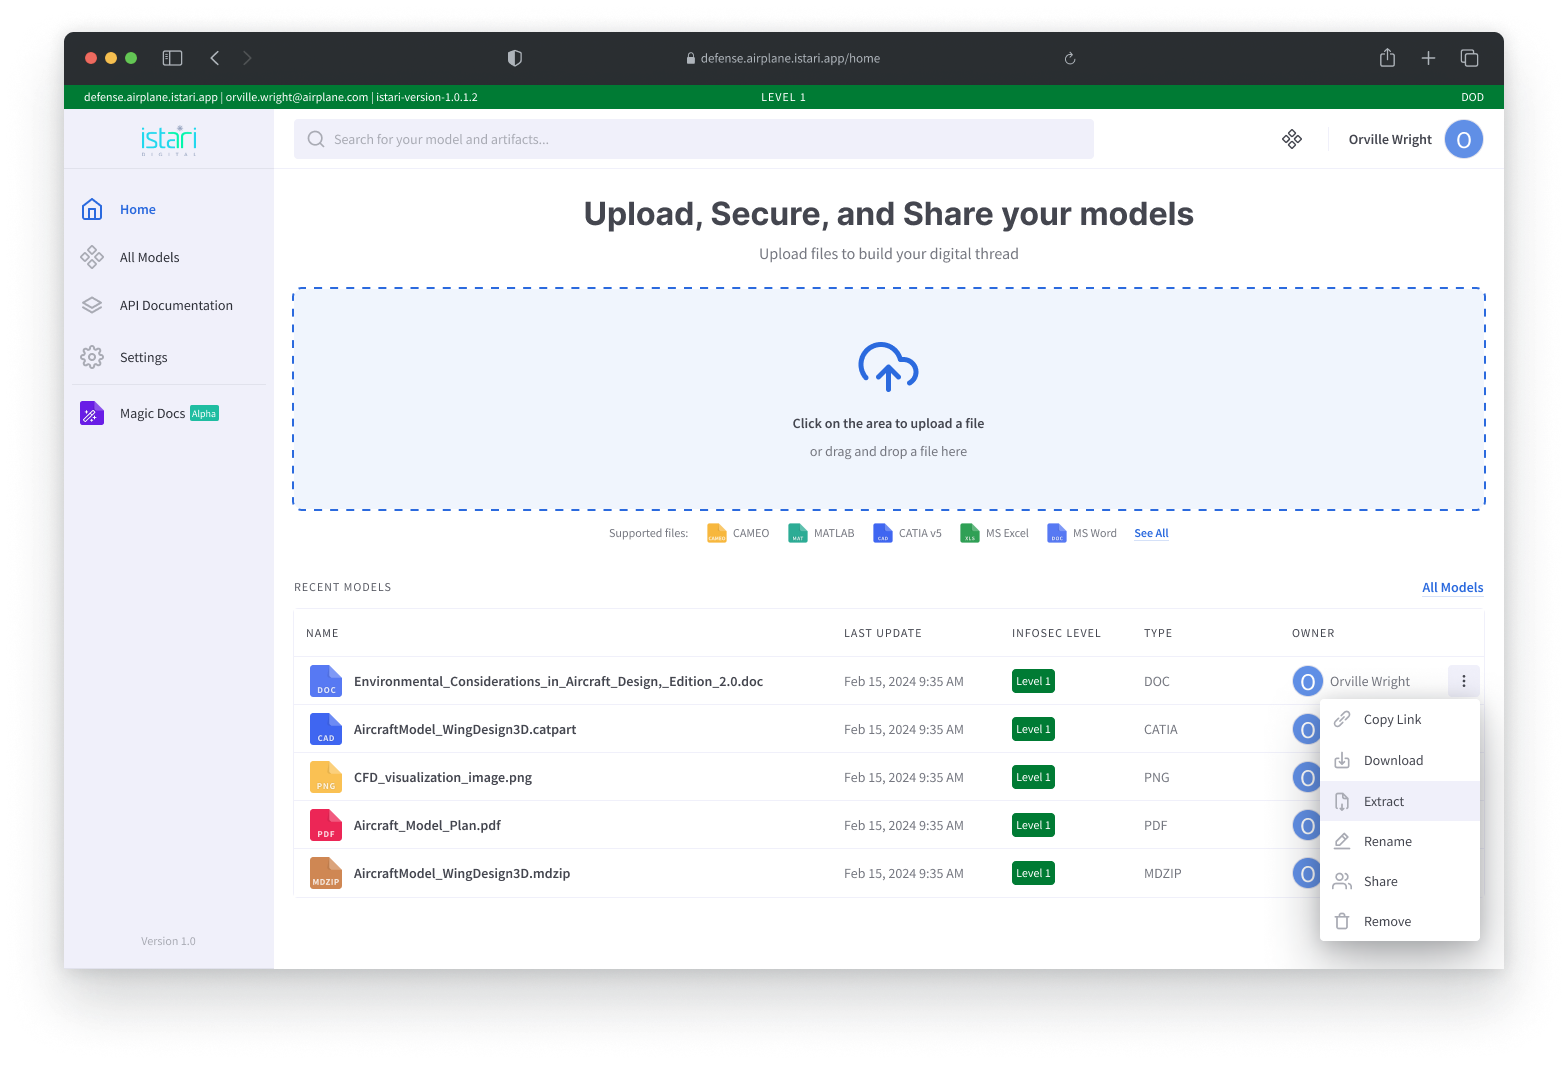 defense.airplane.istari.app/home
defense.airplane.istari.app | orville.wright@airplane.com | istari-version-1.0.1.2
LEVEL 1
DOD
istari
DIGITAL
Search for your model and artifacts...
Orville Wright
O
Home
All Models
API Documentation
Settings
Magic Docs Alpha
Version 1.0
Upload, Secure, and Share your models
Upload files to build your digital thread
Click on the area to upload a file
or drag and drop a file here
Supported files: CAMEO CAMEO MAT MATLAB CAD CATIA v5 XLS MS Excel DOC MS Word See All
RECENT MODELS
All Models
NAME LAST UPDATE INFOSEC LEVEL TYPE OWNER
DOC Environmental_Considerations_in_Aircraft_Design,_Edition_2.0.doc Feb 15, 2024 9:35 AM Level 1 DOC O Orville Wright
CAD AircraftModel_WingDesign3D.catpart Feb 15, 2024 9:35 AM Level 1 CATIA O
PNG CFD_visualization_image.png Feb 15, 2024 9:35 AM Level 1 PNG O
PDF Aircraft_Model_Plan.pdf Feb 15, 2024 9:35 AM Level 1 PDF O
MDZIP AircraftModel_WingDesign3D.mdzip Feb 15, 2024 9:35 AM Level 1 MDZIP O
Copy Link
Download
Extract
Rename
Share
Remove